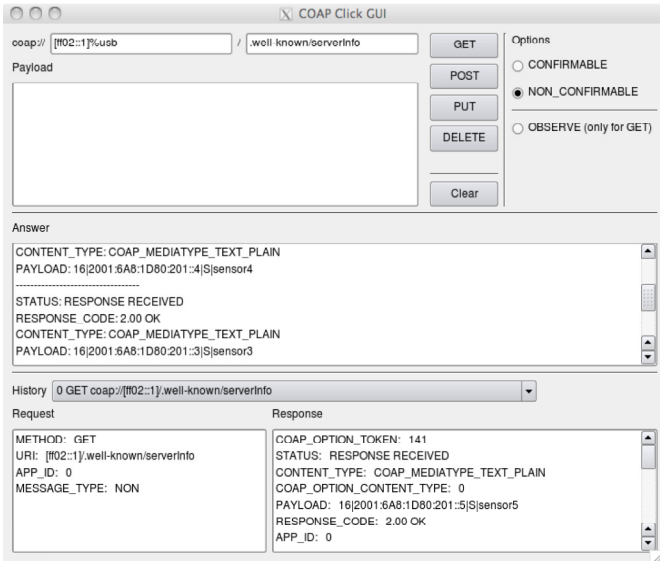 COAP Click GUI
coap:// [ff02::1]%usb / .well-known/serverInfo
GET
POST
PUT
DELETE
Clear
Options
CONFIRMABLE
NON_CONFIRMABLE
OBSERVE (only for GET)
Payload
Answer
CONTENT_TYPE: COAP_MEDIATYPE_TEXT_PLAIN
PAYLOAD: 16|2001:6A8:1D80:201::4|S|sensor4
----------------------------------
STATUS: RESPONSE RECEIVED
RESPONSE_CODE: 2.00 OK
CONTENT_TYPE: COAP_MEDIATYPE_TEXT_PLAIN
PAYLOAD: 16|2001:6A8:1D80:201::3|S|sensor3
History 0 GET coap://[ff02::1]/.well-known/serverInfo
Request
METHOD: GET
URI: [ff02::1]/.well-known/serverInfo
APP_ID: 0
MESSAGE_TYPE: NON
Response
COAP_OPTION_TOKEN: 141
STATUS: RESPONSE RECEIVED
CONTENT_TYPE: COAP_MEDIATYPE_TEXT_PLAIN
COAP_OPTION_CONTENT_TYPE: 0
PAYLOAD: 16|2001:6A8:1D80:201::5|S|sensor5
RESPONSE_CODE: 2.00 OK
APP_ID: 0